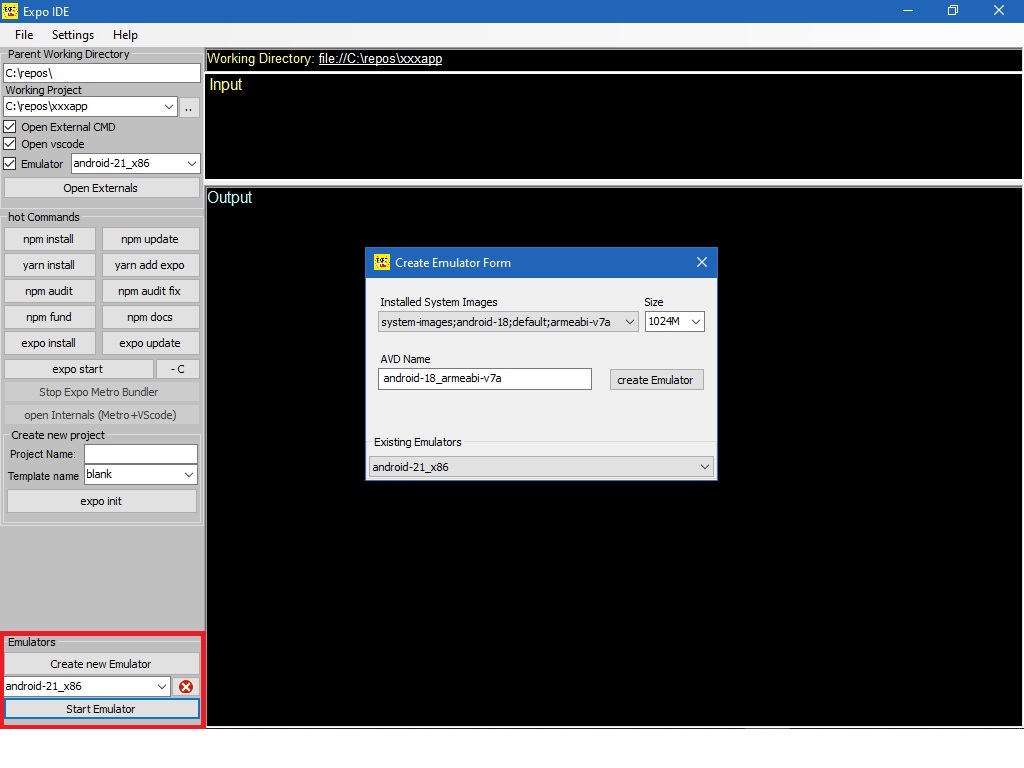 Expo IDE
File Settings Help
Parent Working Directory
C:\repos\
Working Project
C:\repos\xxxapp
..
Open External CMD
Open vscode
Emulator android-21_x86
Open Externals
hot Commands
npm install npm update
yarn install yarn add expo
npm audit npm audit fix
npm fund npm docs
expo install expo update
expo start - C
Stop Expo Metro Bundler
open Internals (Metro+VScode)
Create new project
Project Name:
Template name blank
expo init
Emulators
Create new Emulator
android-21_x86
Start Emulator
Working Directory: file://C:\repos\xxxapp
Input
Output
Create Emulator Form
Installed System Images Size
system-images;android-18;default;armeabi-v7a 1024M
AVD Name
android-18_armeabi-v7a create Emulator
Existing Emulators
android-21_x86